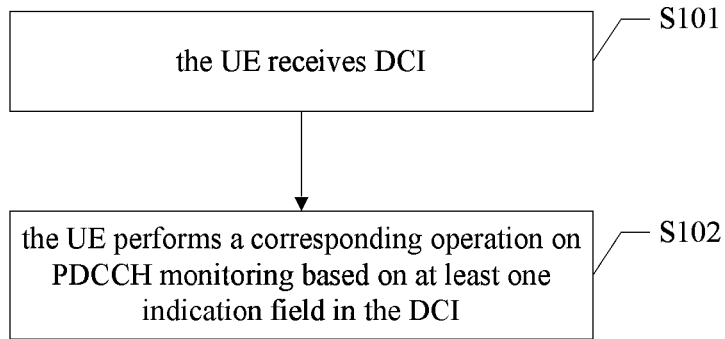 S101
the UE receives DCI
S102
the UE performs a corresponding operation on
PDCCH monitoring based on at least one
indication field in the DCI